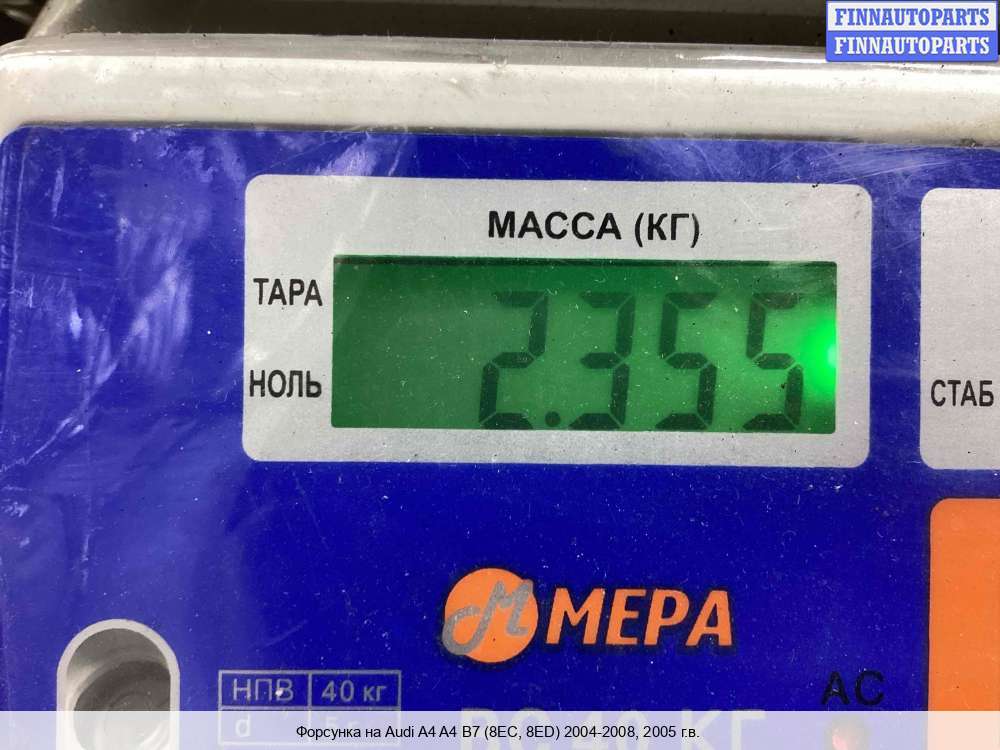 FINNAUTOPARTS
FINNAUTOPARTS
МАССА (КГ)
ТАРА
2.355
НОЛЬ
СТАБ
М МЕРА
НПВ 40 кг
АС
d 5 г
Форсунка на Audi A4 A4 B7 (8EC, 8ED) 2004-2008, 2005 г.в.